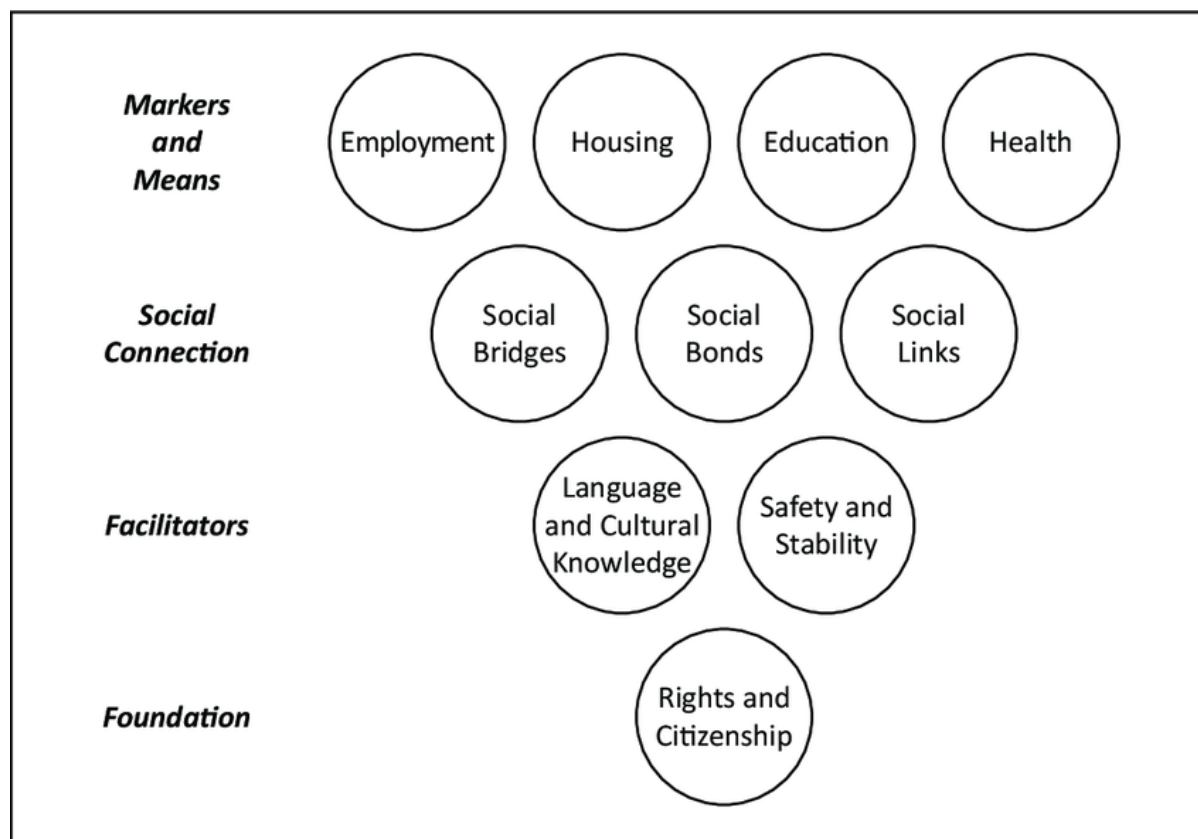 Markers
and
Means
Employment
Housing
Education
Health
Social
Connection
Social
Bridges
Social
Bonds
Social
Links
Facilitators
Language
and Cultural
Knowledge
Safety and
Stability
Foundation
Rights and
Citizenship